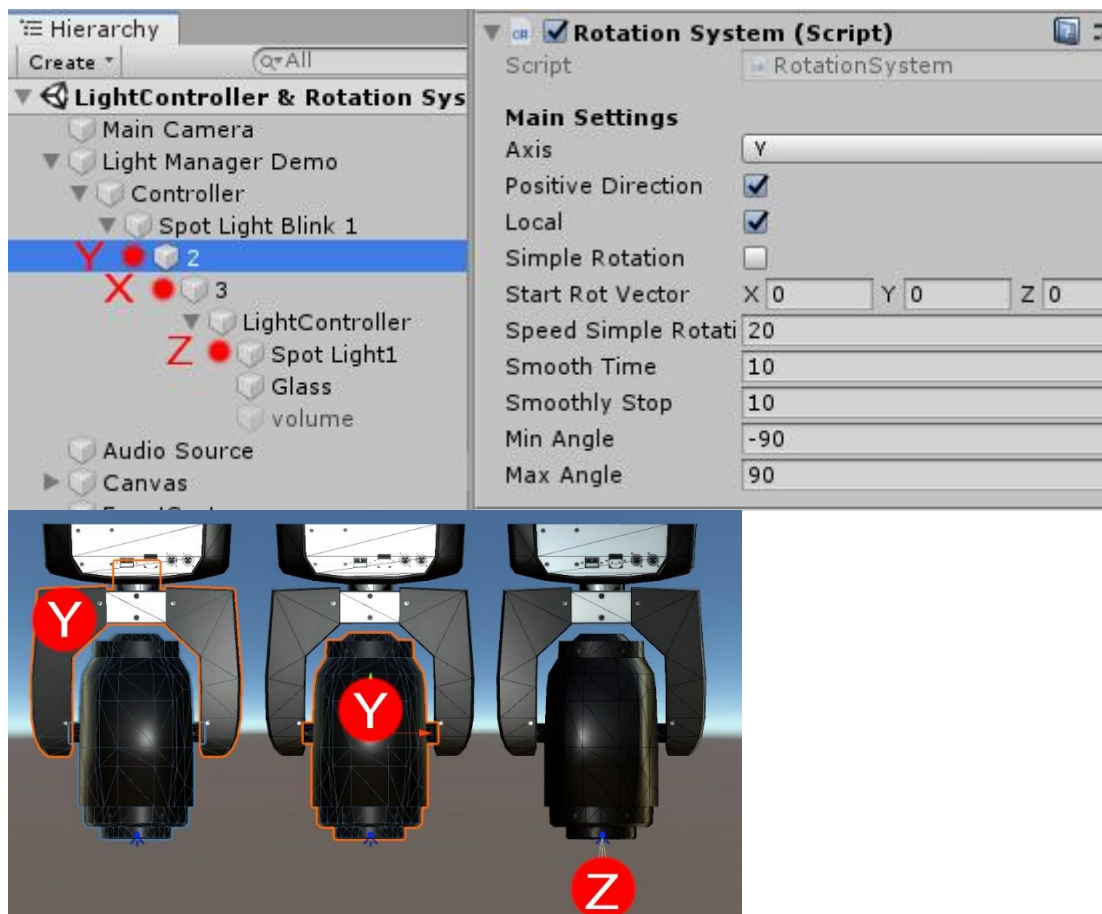 Hierarchy
Create
All
LightController & Rotation Sys
Main Camera
Light Manager Demo
Controller
Spot Light Blink 1
Y 2
X 3
LightController
Z Spot Light1
Glass
volume
Audio Source
Canvas
C# Rotation System (Script)
Script RotationSystem
Main Settings
Axis Y
Positive Direction
Local
Simple Rotation
Start Rot Vector X 0 Y 0 Z 0
Speed Simple Rotati 20
Smooth Time 10
Smoothly Stop 10
Min Angle -90
Max Angle 90
Y
Y
Z